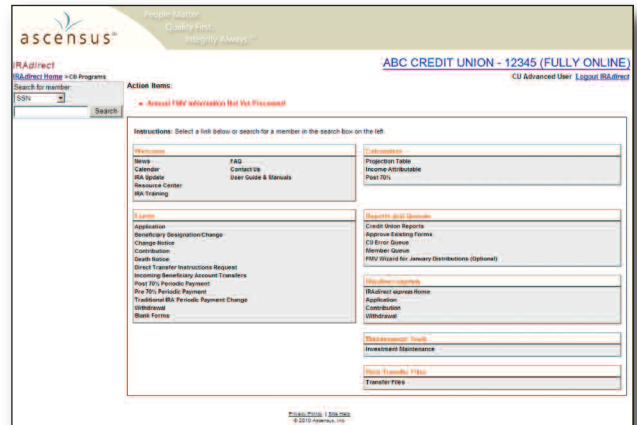 ascensus
People Matter.
Quality First.
Integrity Always.
IRAdirect
ABC CREDIT UNION - 12345 (FULLY ONLINE)
IRAdirect Home > CU Programs
CU Advanced User Logout IRAdirect
Search for member:
SSN
Search
Action Items:
Annual FMV Information Not Yet Processed
Instructions: Select a link below or search for a member in the search box on the left.
Welcome
News
Calendar
IRA Update
Resource Center
IRA Training
FAQ
Contact Us
User Guide & Manuals
Calculators
Projection Table
Income Attributable
Post 70½
Forms
Application
Beneficiary Designation/Change
Change Notice
Contribution
Death Notice
Direct Transfer Instructions Request
Incoming Beneficiary Account Transfers
Post 70½ Periodic Payment
Pre 70½ Periodic Payment
Traditional IRA Periodic Payment Change
Withdrawal
Blank Forms
Reports and Queues
Credit Union Reports
Approve Existing Forms
CU Error Queue
Member Queue
FMV Wizard for January Distributions (Optional)
IRAdirect express
IRAdirect express Home
Application
Contribution
Withdrawal
Maintenance Tools
Investment Maintenance
Host Transfer Files
Transfer Files
Privacy Policy | Site Help
© 2010 Ascensus, Inc.